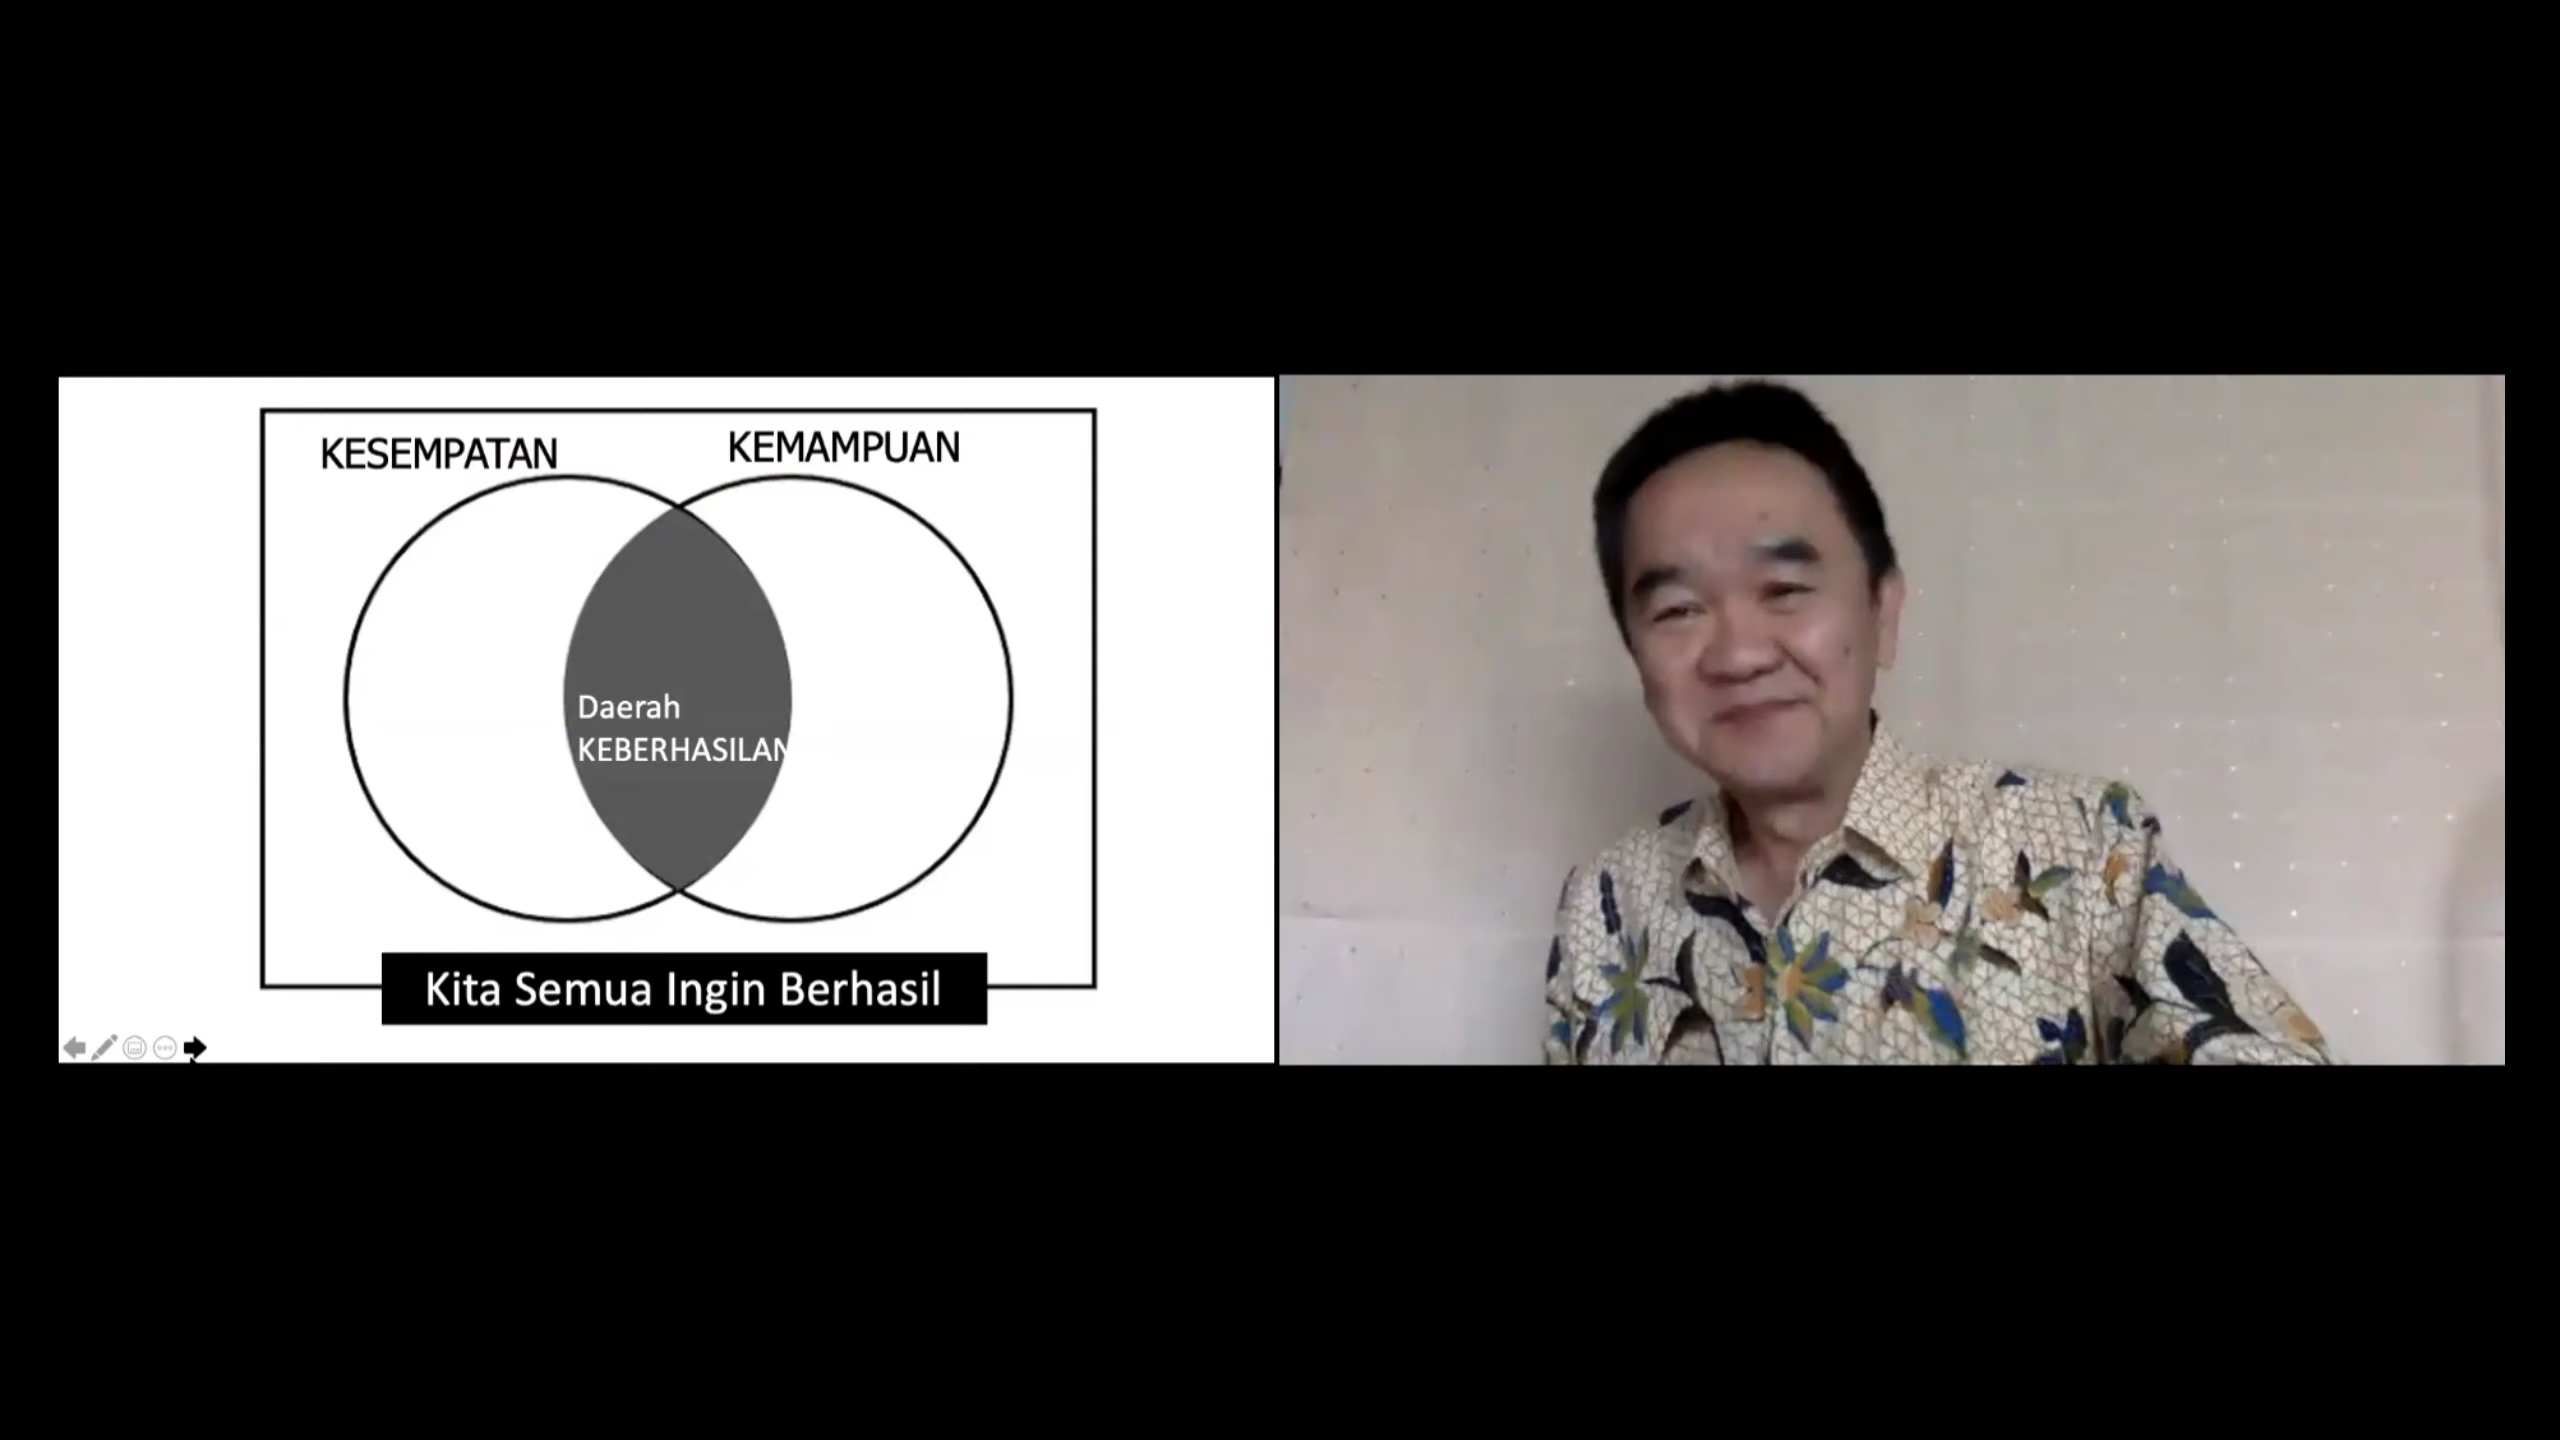 KESEMPATAN
KEMAMPUAN
Daerah
KEBERHASILAN
Kita Semua Ingin Berhasil